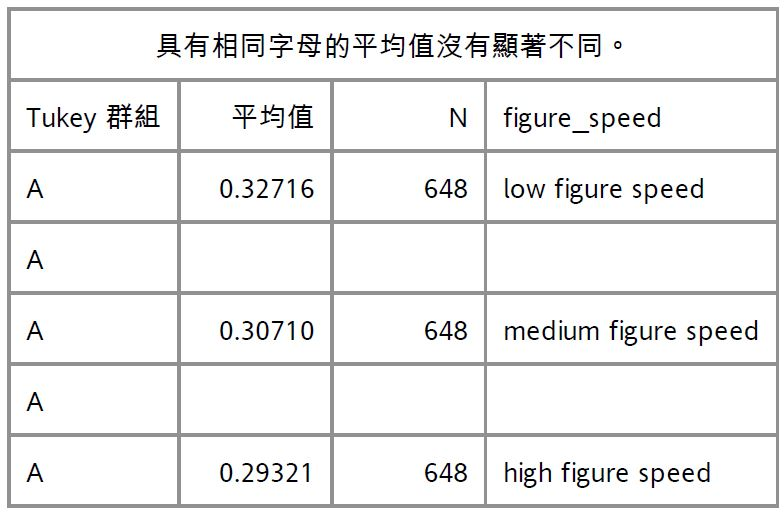 具有相同字母的平均值沒有顯著不同。
Tukey 群組 平均值 N figure_speed
A 0.32716 648 low figure speed
A
A 0.30710 648 medium figure speed
A
A 0.29321 648 high figure speed